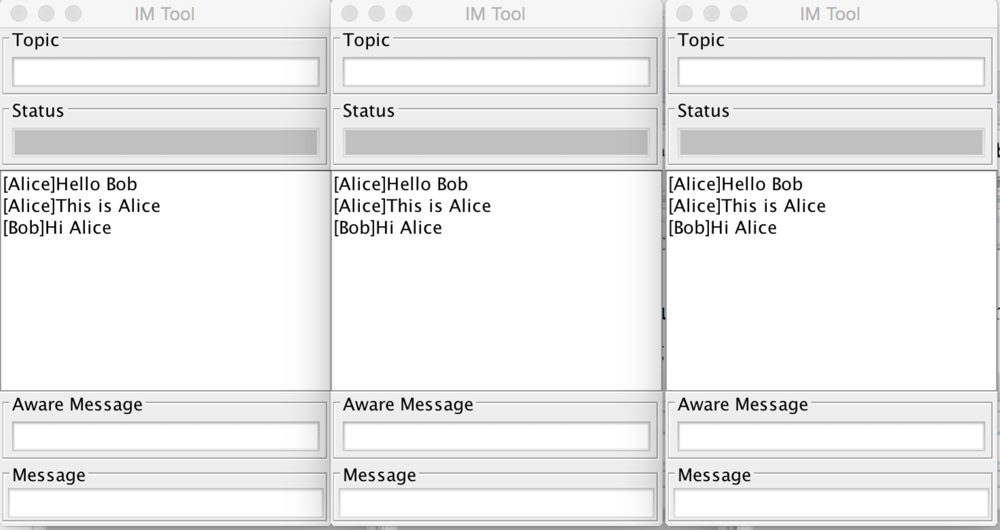 IM Tool
Topic
Status
[Alice]Hello Bob
[Alice]This is Alice
[Bob]Hi Alice
Aware Message
Message
IM Tool
Topic
Status
[Alice]Hello Bob
[Alice]This is Alice
[Bob]Hi Alice
Aware Message
Message
IM Tool
Topic
Status
[Alice]Hello Bob
[Alice]This is Alice
[Bob]Hi Alice
Aware Message
Message